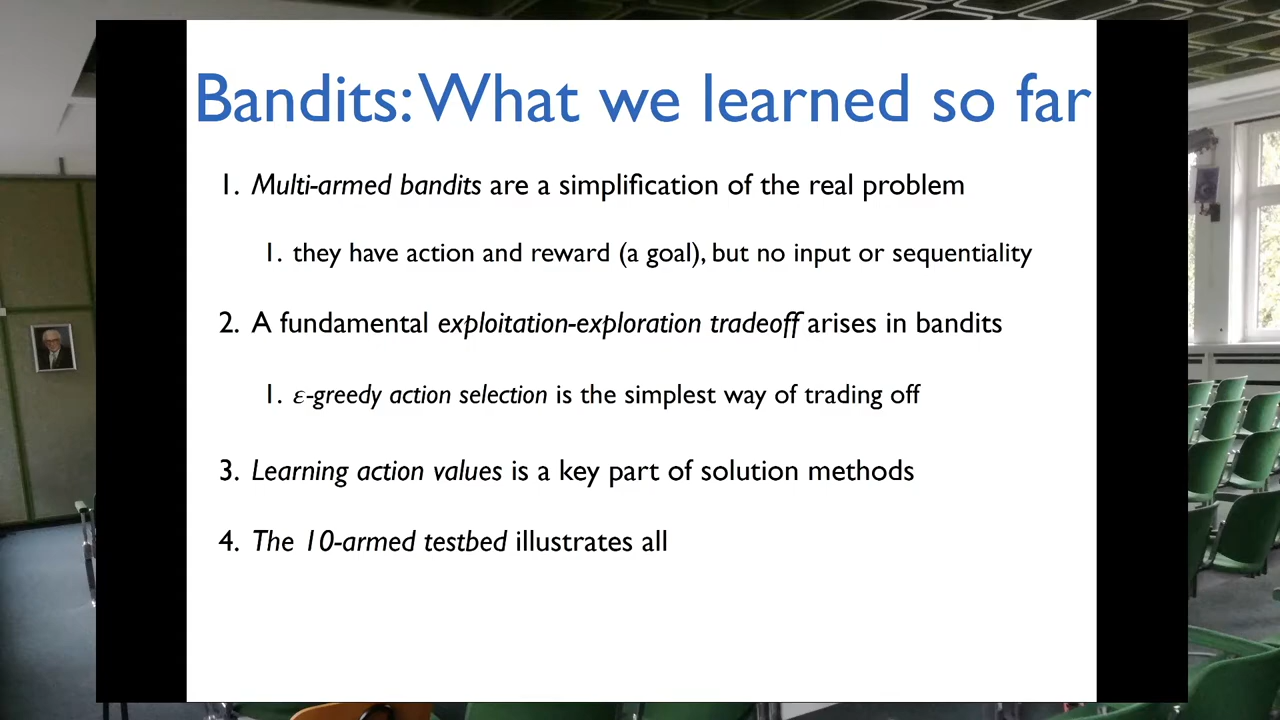 Bandits: What we learned so far
1. Multi-armed bandits are a simplification of the real problem
1. they have action and reward (a goal), but no input or sequentiality
2. A fundamental exploitation-exploration tradeoff arises in bandits
1. ε-greedy action selection is the simplest way of trading off
3. Learning action values is a key part of solution methods
4. The 10-armed testbed illustrates all